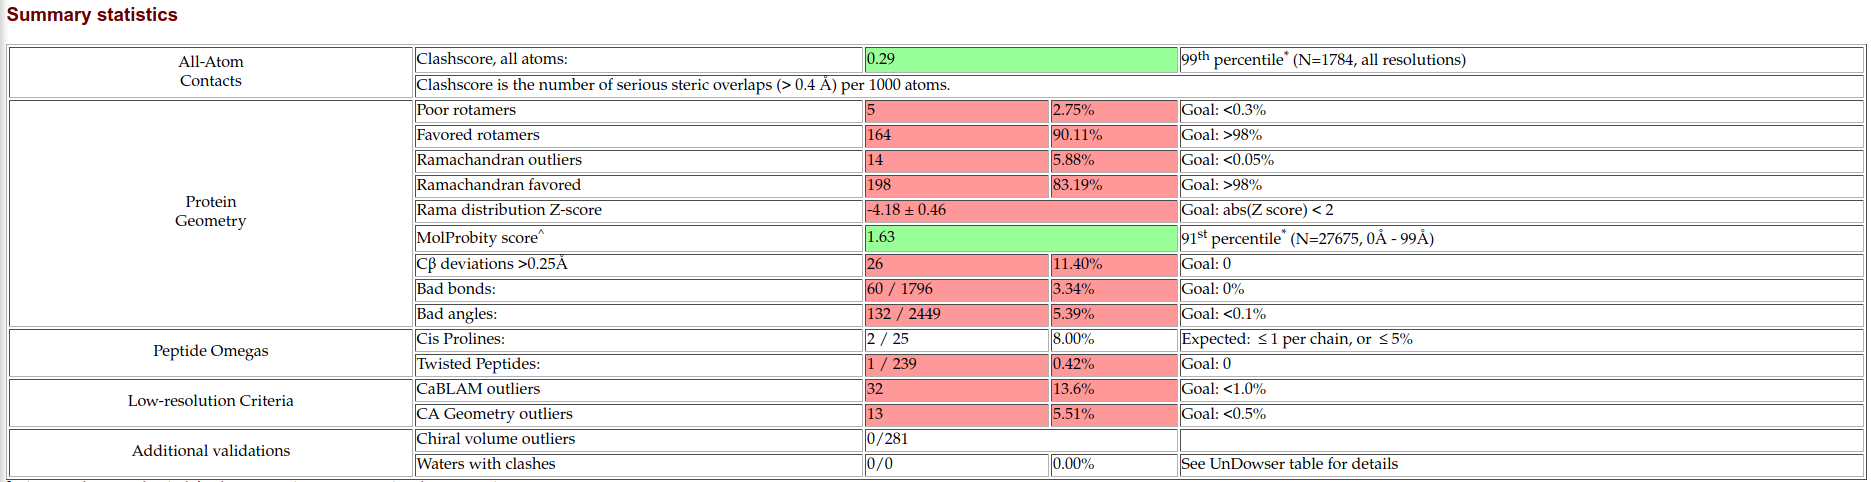 Summary statistics
All-Atom
Contacts
Clashscore, all atoms: 0.29 99th percentile* (N=1784, all resolutions)
Clashscore is the number of serious steric overlaps (> 0.4 Å) per 1000 atoms.
Protein
Geometry
Poor rotamers 5 2.75% Goal: <0.3%
Favored rotamers 164 90.11% Goal: >98%
Ramachandran outliers 14 5.88% Goal: <0.05%
Ramachandran favored 198 83.19% Goal: >98%
Rama distribution Z-score -4.18 ± 0.46 Goal: abs(Z score) < 2
MolProbity score^ 1.63 91st percentile* (N=27675, 0Å - 99Å)
Cβ deviations >0.25Å 26 11.40% Goal: 0
Bad bonds: 60 / 1796 3.34% Goal: 0%
Bad angles: 132 / 2449 5.39% Goal: <0.1%
Peptide Omegas
Cis Prolines: 2 / 25 8.00% Expected: ≤ 1 per chain, or ≤ 5%
Twisted Peptides: 1 / 239 0.42% Goal: 0
Low-resolution Criteria
CaBLAM outliers 32 13.6% Goal: <1.0%
CA Geometry outliers 13 5.51% Goal: <0.5%
Additional validations
Chiral volume outliers 0/281
Waters with clashes 0/0 0.00% See UnDowser table for details